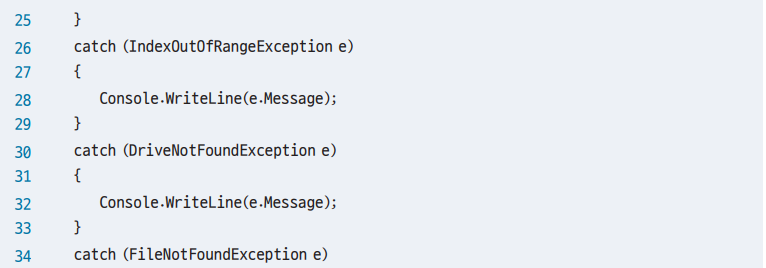 25 }
26 catch (IndexOutOfRangeException e)
27 {
28 Console.WriteLine(e.Message);
29 }
30 catch (DriveNotFoundException e)
31 {
32 Console.WriteLine(e.Message);
33 }
34 catch (FileNotFoundException e)